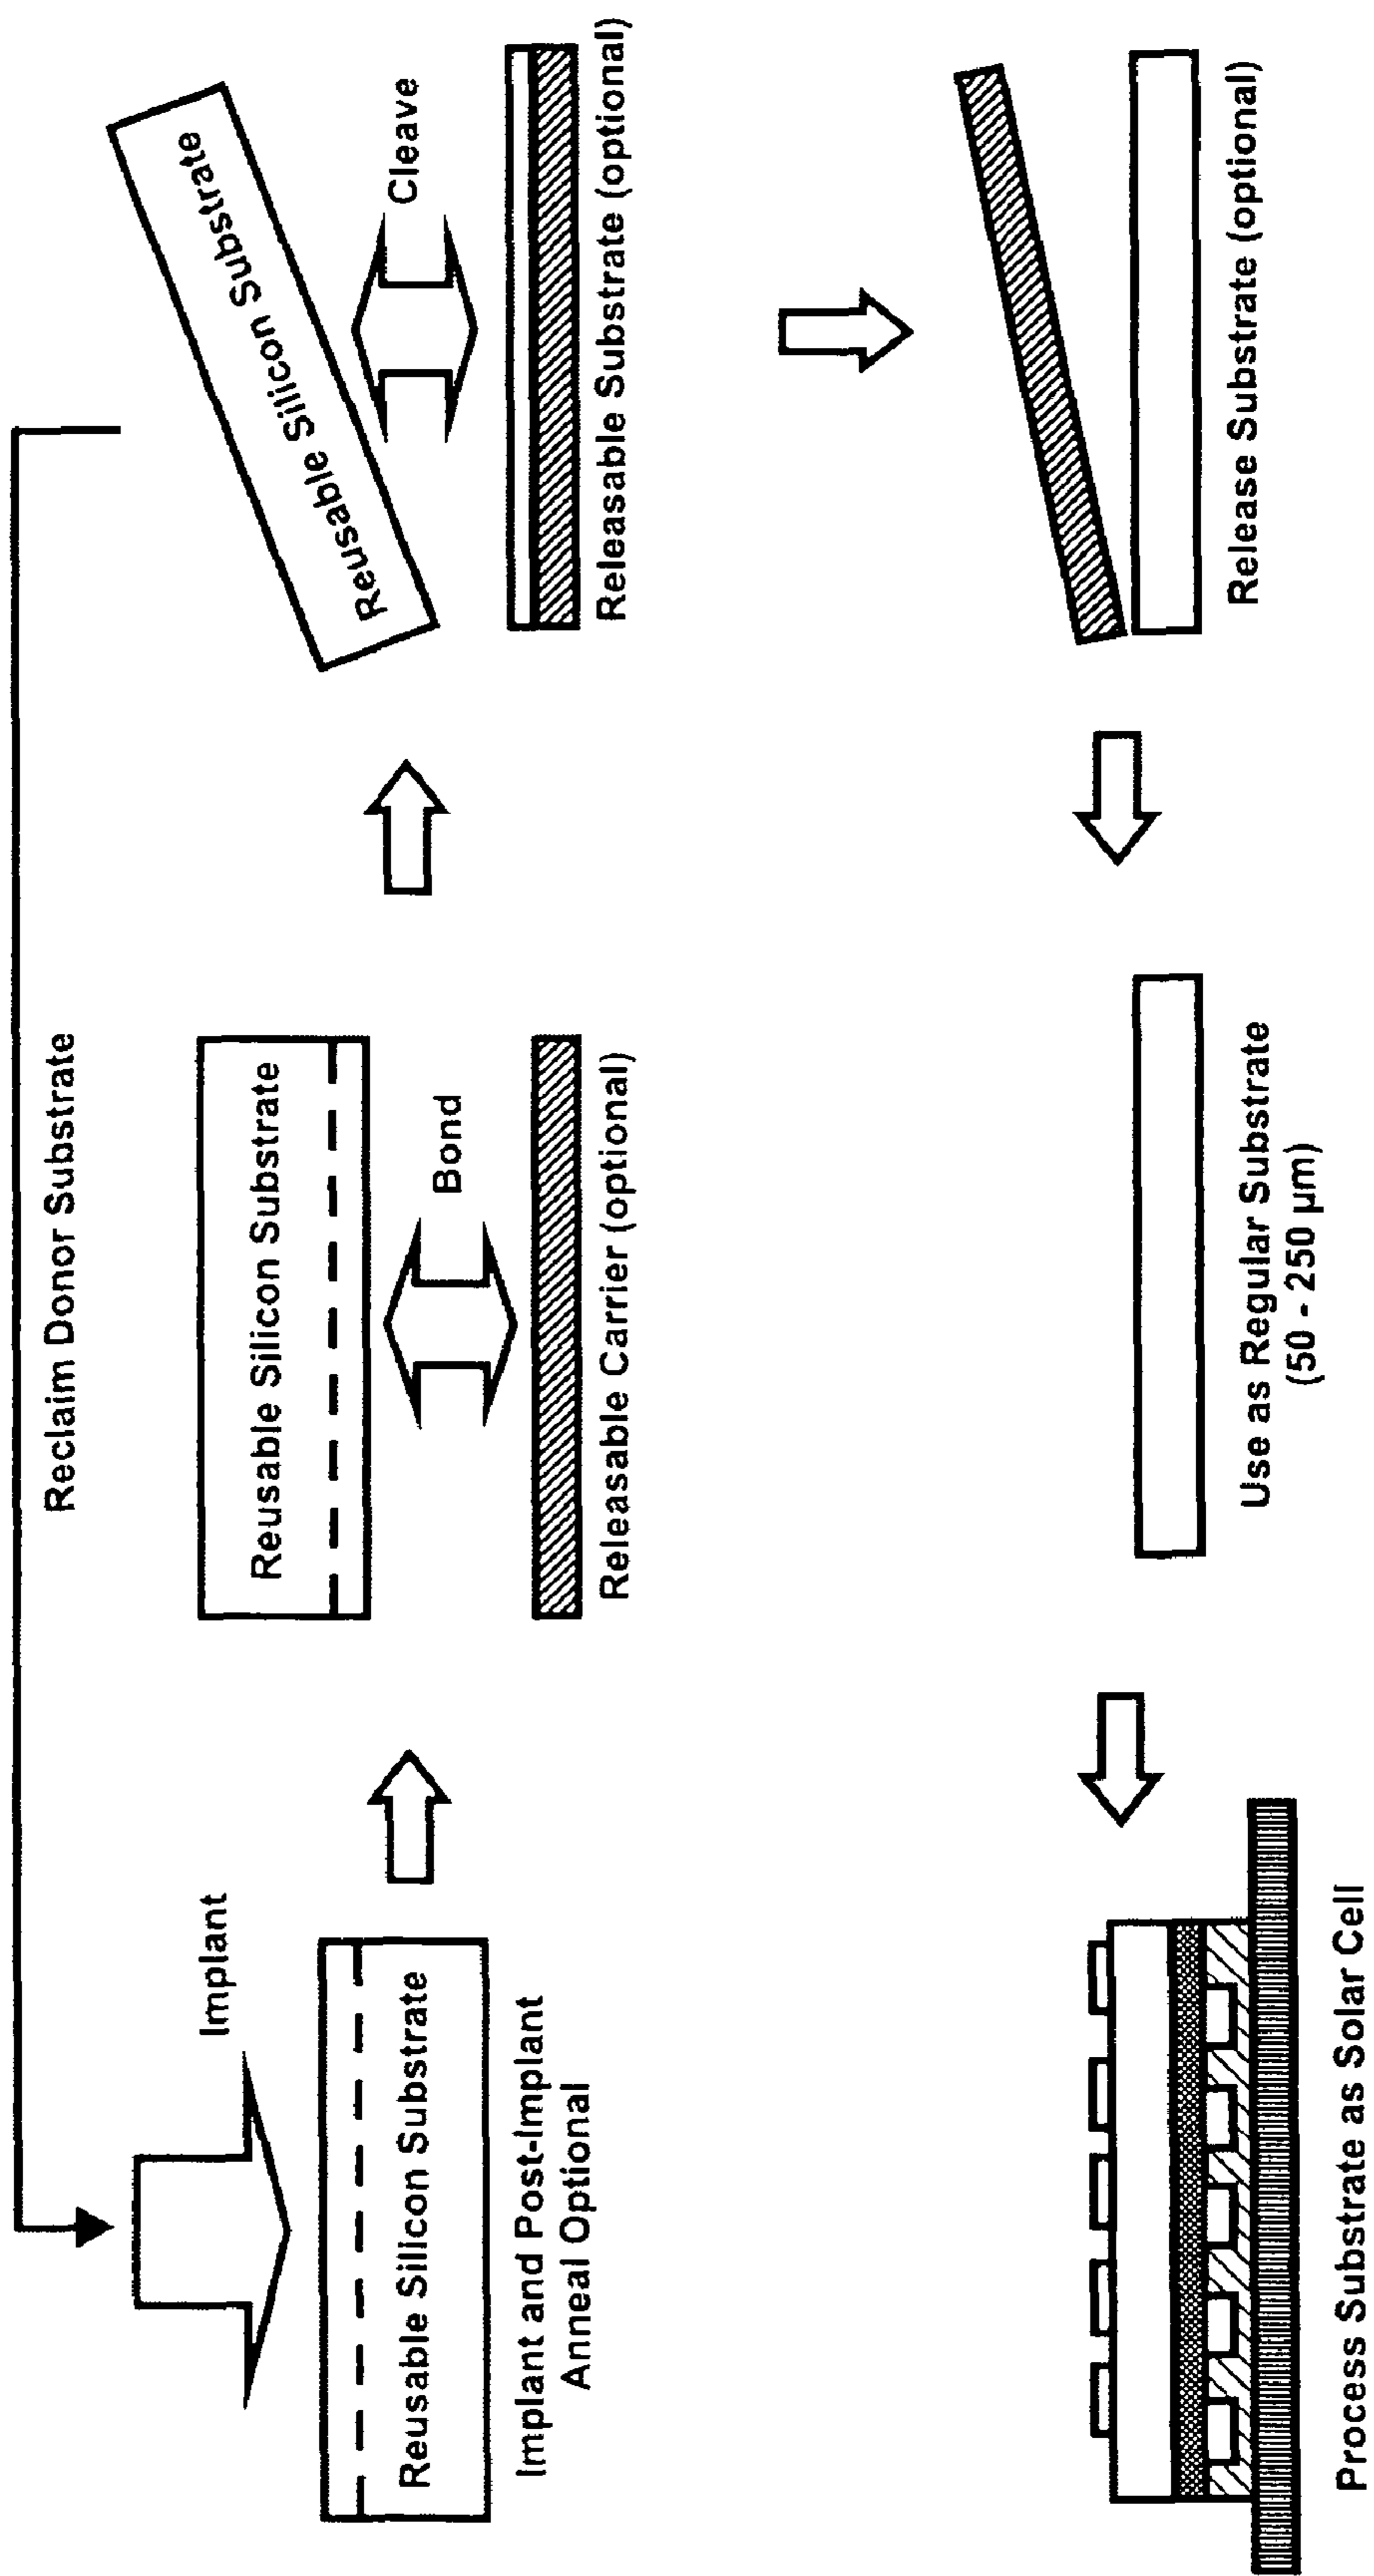 Reclaim Donor Substrate
Implant
Reusable Silicon Substrate
Implant and Post-Implant
Anneal Optional
Reusable Silicon Substrate
Bond
Releasable Carrier (optional)
Reusable Silicon Substrate
Cleave
Releasable Substrate (optional)
Release Substrate (optional)
Use as Regular Substrate
(50 - 250 μm)
Process Substrate as Solar Cell